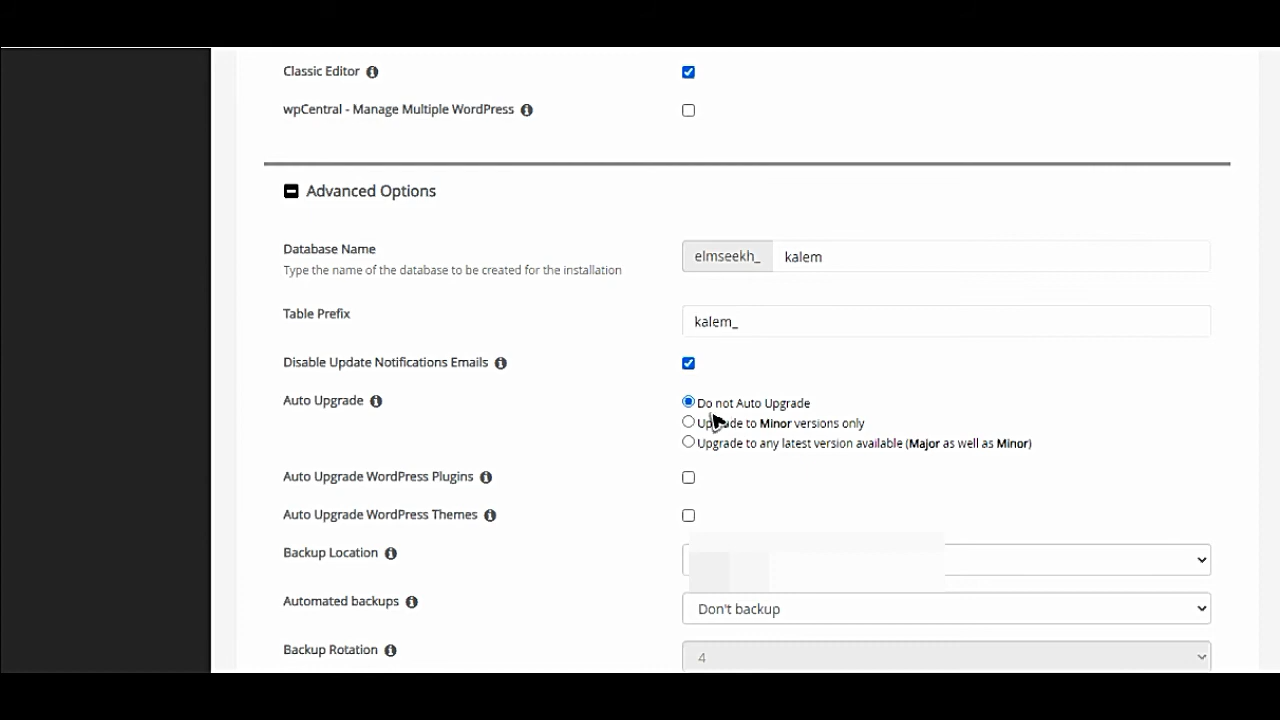 Classic Editor
wpCentral - Manage Multiple WordPress
Advanced Options
Database Name
Type the name of the database to be created for the installation
elmseekh_ kalem
Table Prefix
kalem_
Disable Update Notifications Emails
Auto Upgrade
Do not Auto Upgrade
Upgrade to Minor versions only
Upgrade to any latest version available (Major as well as Minor)
Auto Upgrade WordPress Plugins
Auto Upgrade WordPress Themes
Backup Location
Automated backups
Don't backup
Backup Rotation
4